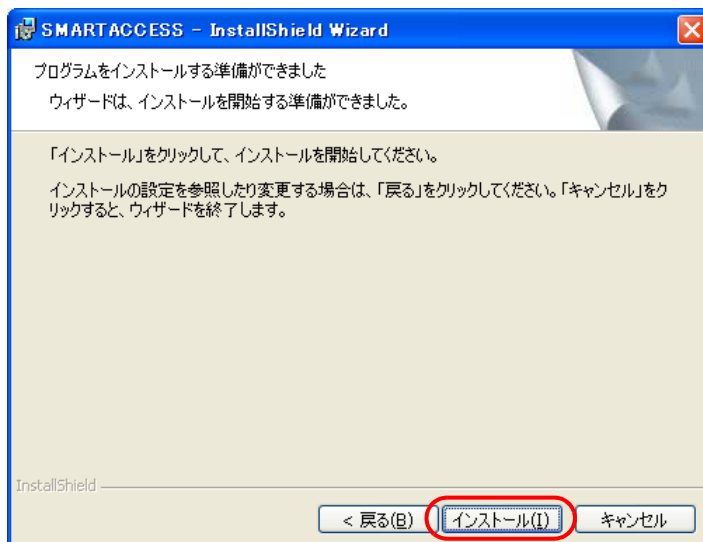 SMARTACCESS - InstallShield Wizard
プログラムをインストールする準備ができました
ウィザードは、インストールを開始する準備ができました。
「インストール」をクリックして、インストールを開始してください。
インストールの設定を参照したり変更する場合は、「戻る」をクリックしてください。「キャンセル」をク
リックすると、ウィザードを終了します。
InstallShield
< 戻る(B)
インストール(I)
キャンセル